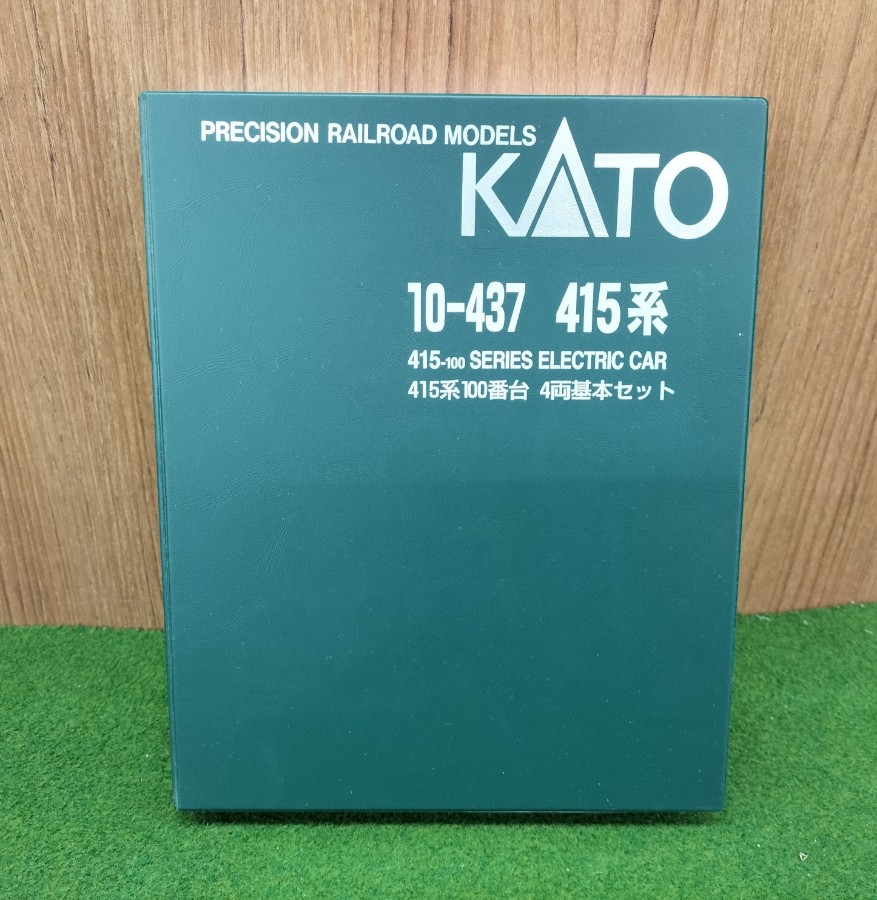 PRECISION RAILROAD MODELS
KATO
10-437 415系
415-100 SERIES ELECTRIC CAR
415系100番台 4両基本セット